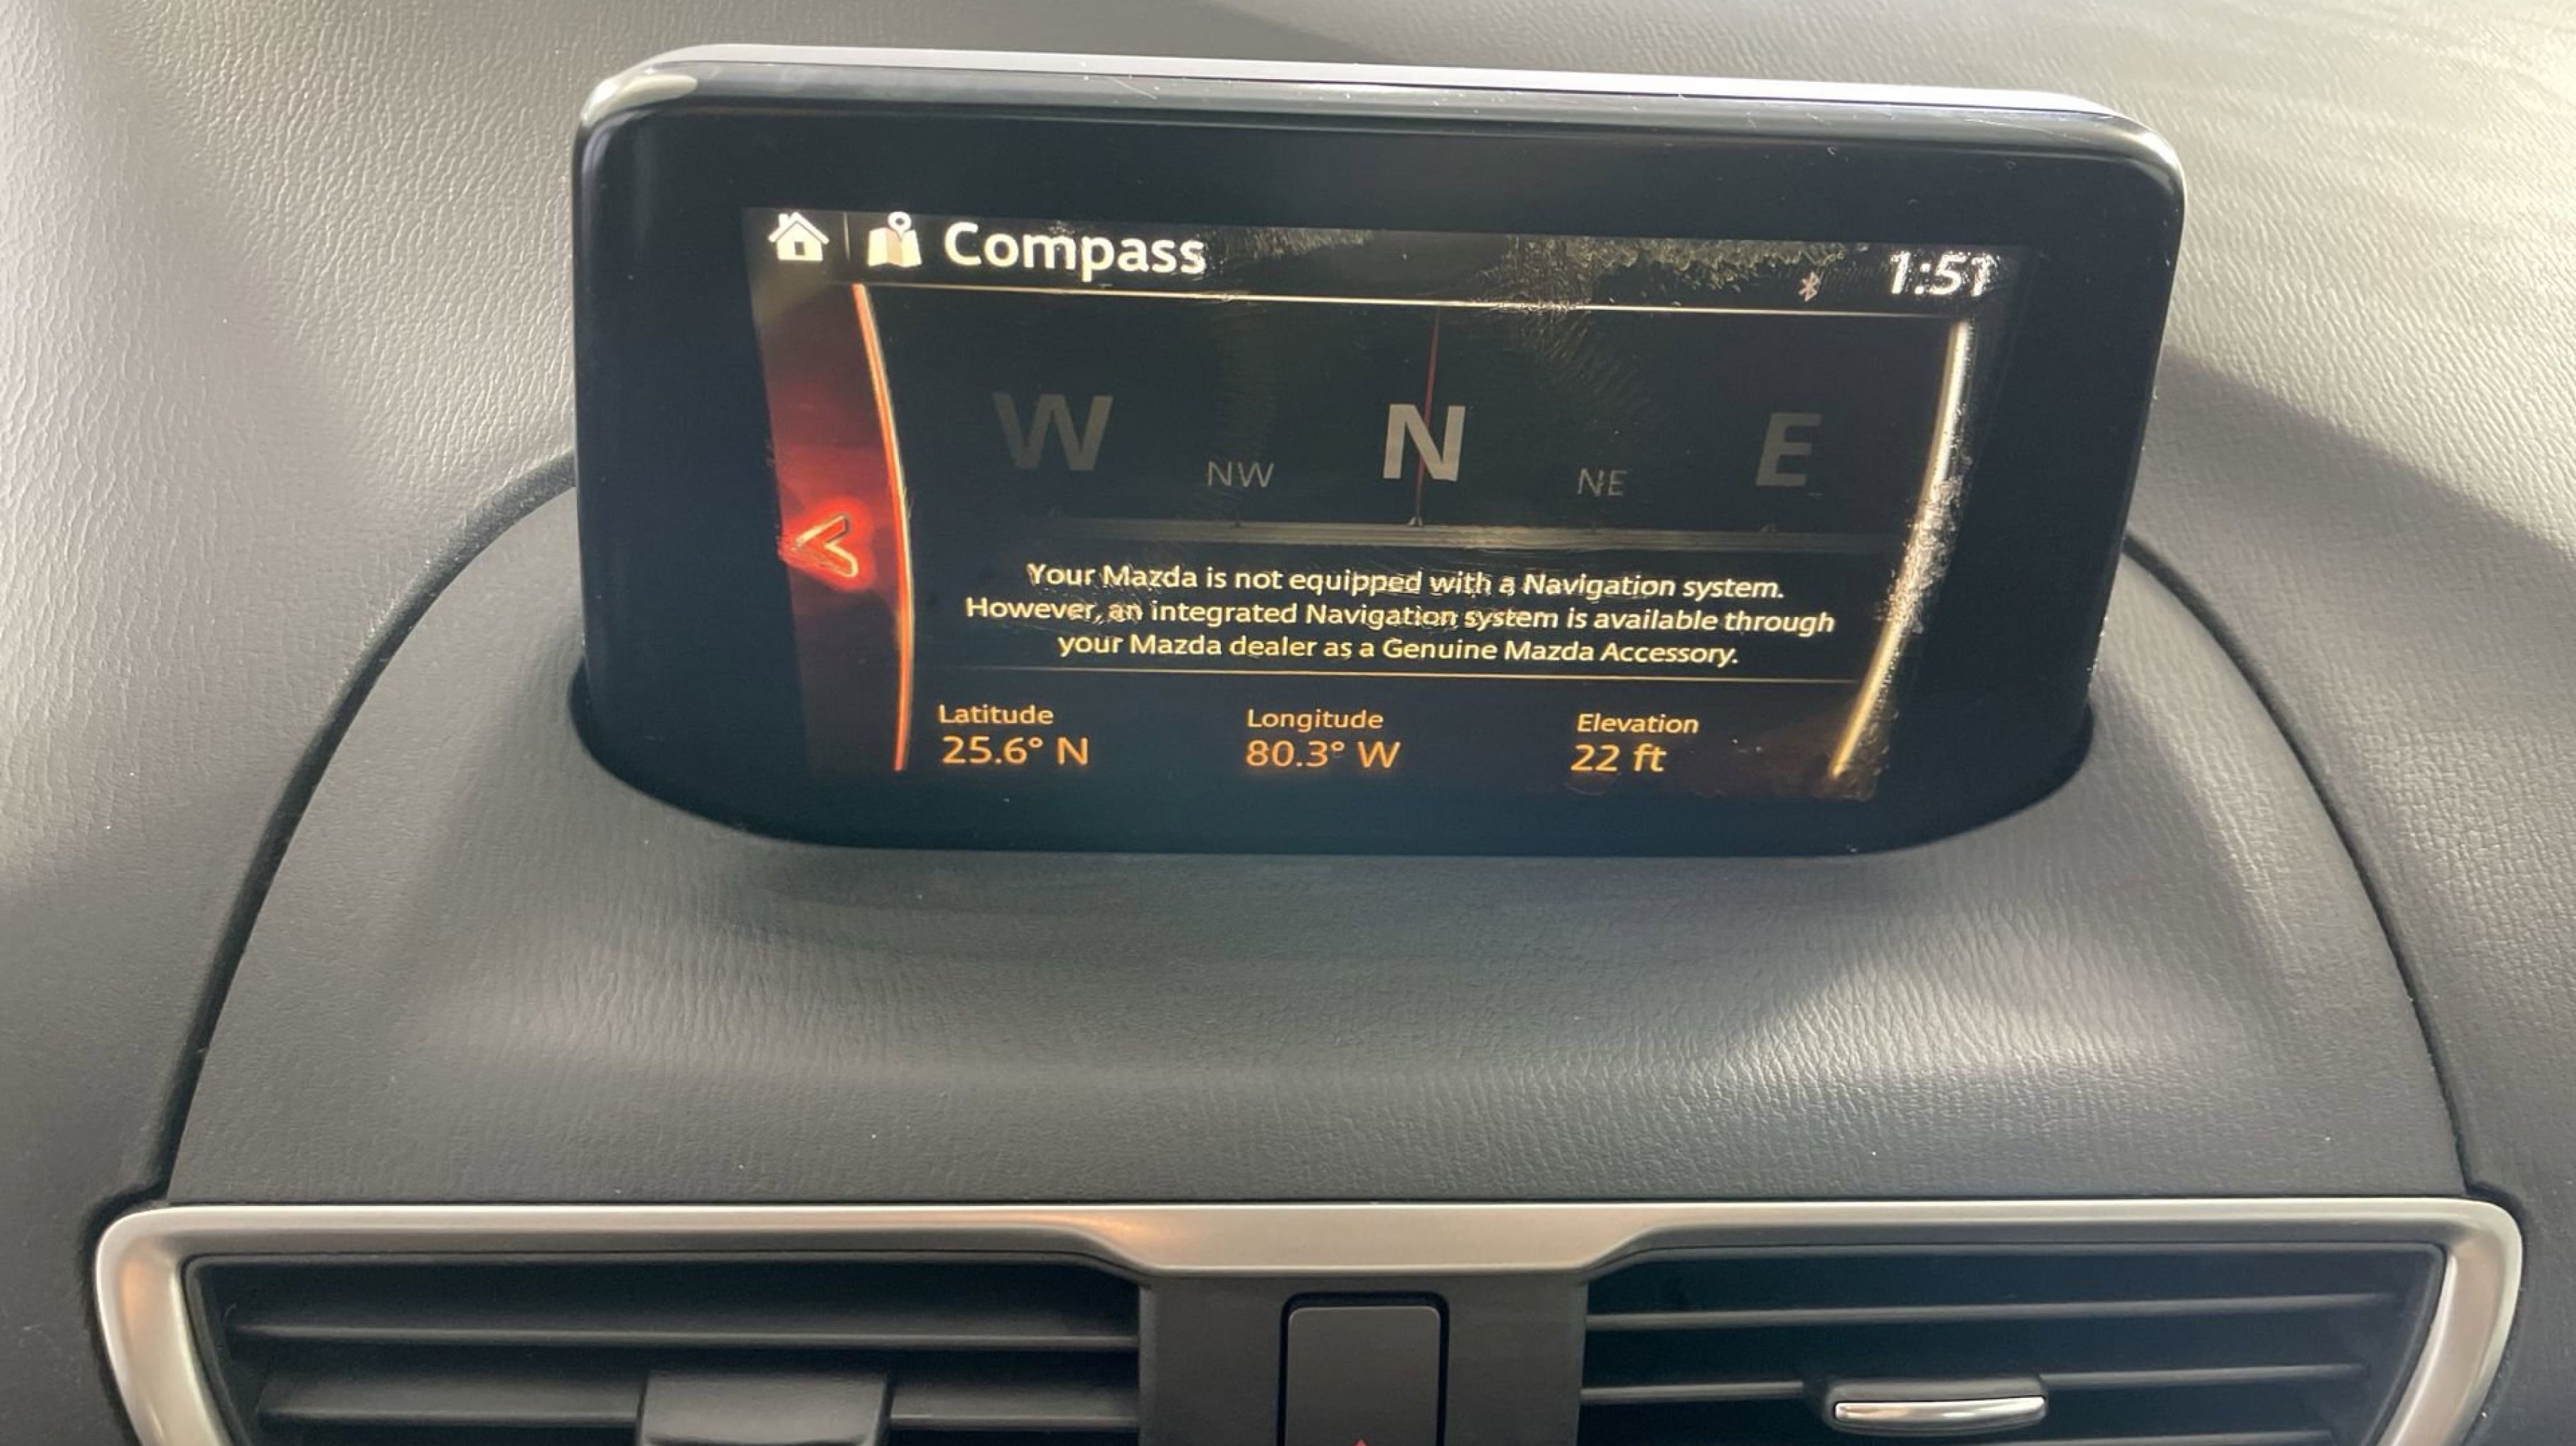 Compass
1:51
W NW N NE E
Your Mazda is not equipped with a Navigation system.
However, an integrated Navigation system is available through
your Mazda dealer as a Genuine Mazda Accessory.
Latitude Longitude Elevation
25.6° N 80.3° W 22 ft